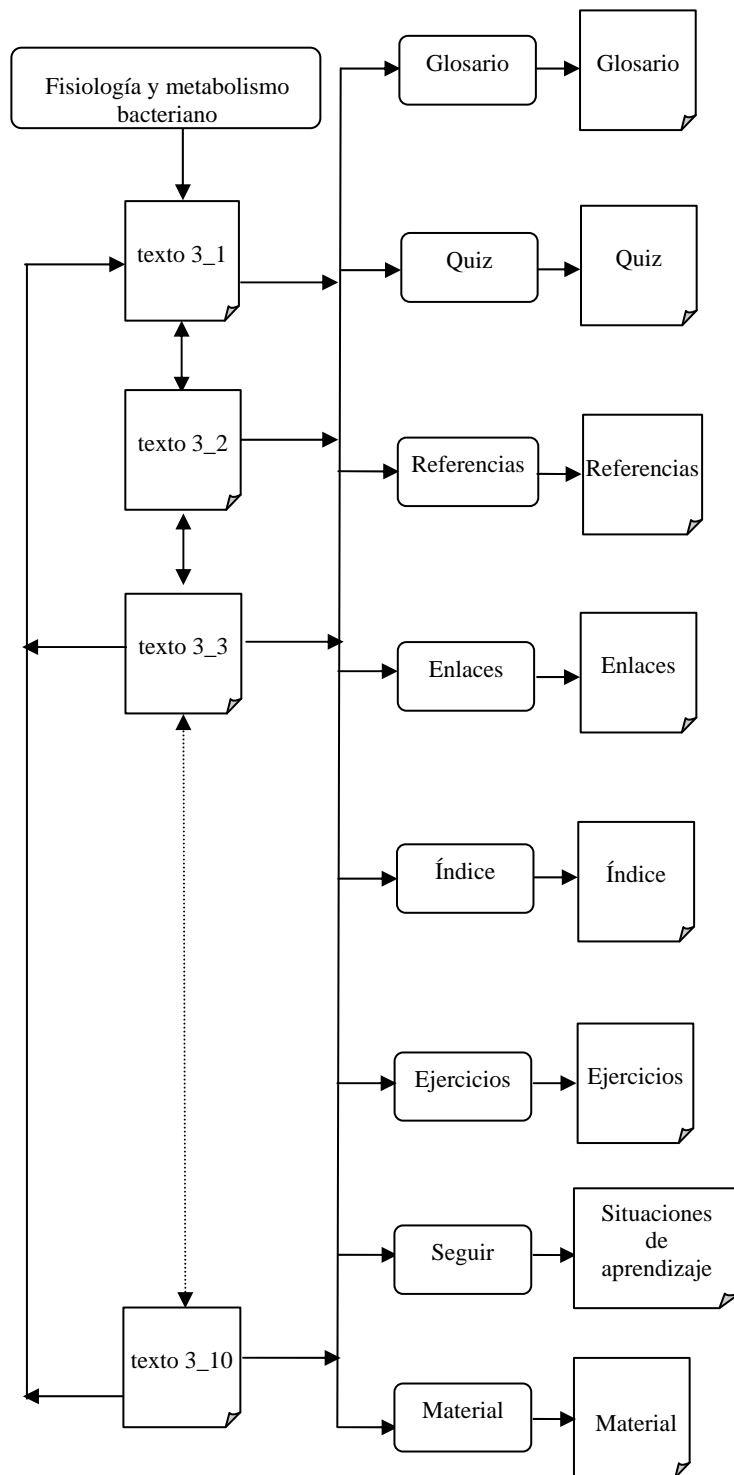 Fisiología y metabolismo
bacteriano
texto 3_1
texto 3_2
texto 3_3
texto 3_10
Glosario
Glosario
Quiz
Quiz
Referencias
Referencias
Enlaces
Enlaces
Índice
Índice
Ejercicios
Ejercicios
Seguir
Situaciones
de
aprendizaje
Material
Material